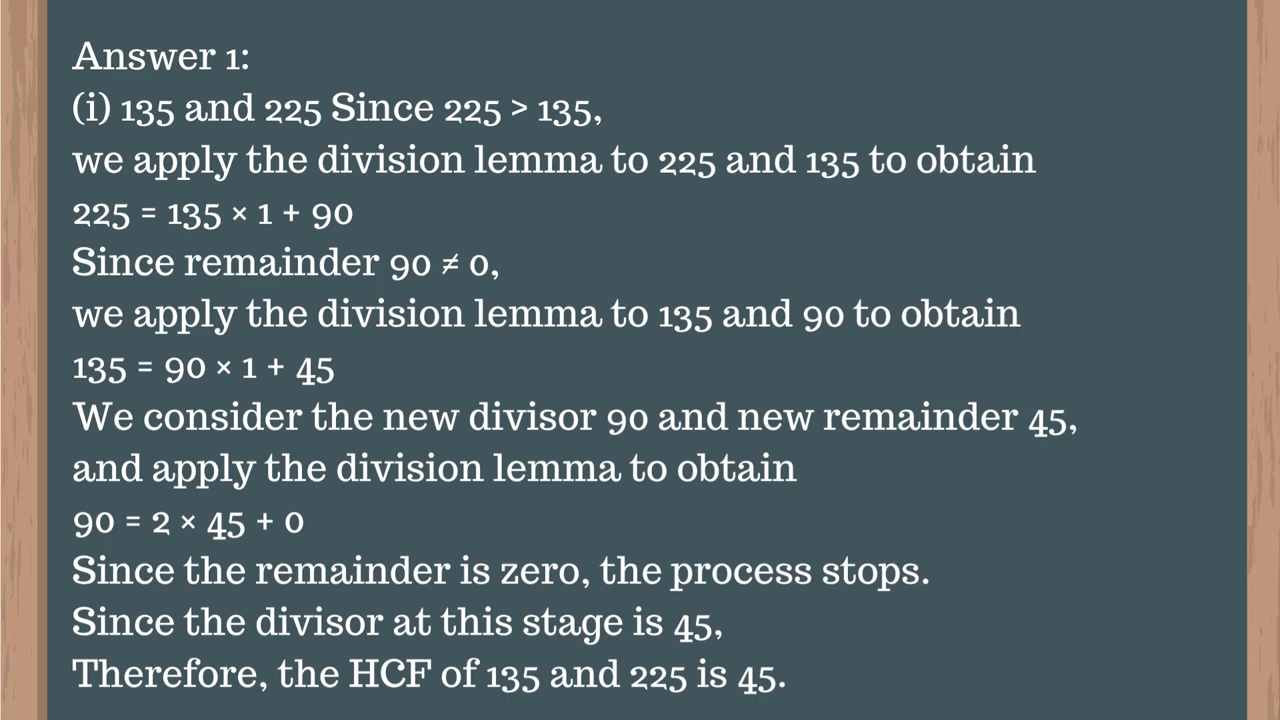 Answer 1:
(i) 135 and 225 Since 225 > 135,
we apply the division lemma to 225 and 135 to obtain
225 = 135 × 1 + 90
Since remainder 90 ≠ 0,
we apply the division lemma to 135 and 90 to obtain
135 = 90 × 1 + 45
We consider the new divisor 90 and new remainder 45,
and apply the division lemma to obtain
90 = 2 × 45 + 0
Since the remainder is zero, the process stops.
Since the divisor at this stage is 45,
Therefore, the HCF of 135 and 225 is 45.